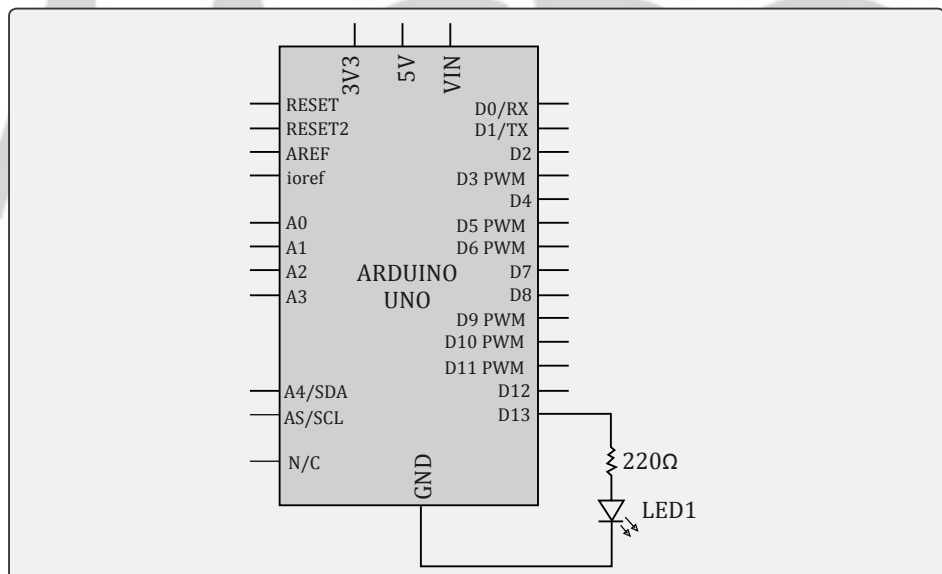 3V3
5V
VIN
RESET
RESET2
AREF
ioref
A0
A1
A2
A3
A4/SDA
AS/SCL
N/C
ARDUINO
UNO
D0/RX
D1/TX
D2
D3 PWM
D4
D5 PWM
D6 PWM
D7
D8
D9 PWM
D10 PWM
D11 PWM
D12
D13
GND
220Ω
LED1